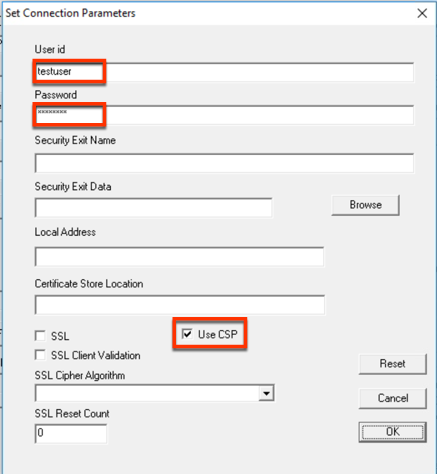 Set Connection Parameters
User id
testuser
Password
********
Security Exit Name
Security Exit Data
Browse
Local Address
Certificate Store Location
SSL
Use CSP
SSL Client Validation
Reset
SSL Cipher Algorithm
Cancel
SSL Reset Count
0
OK